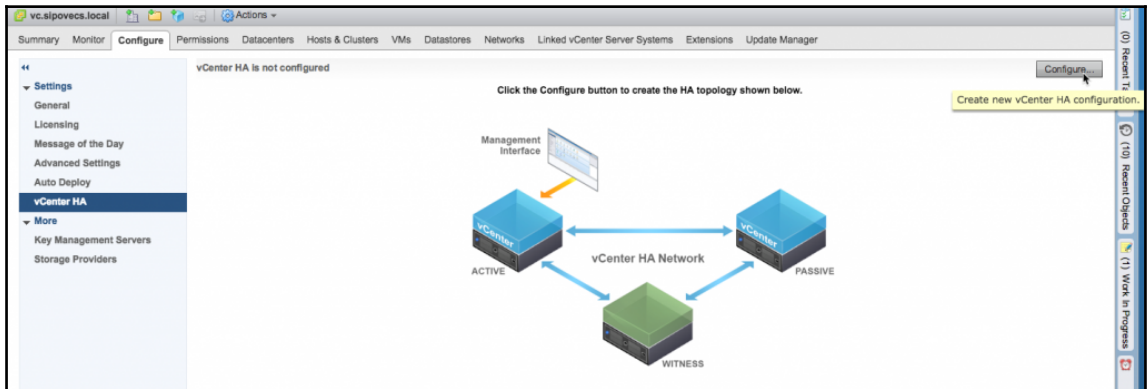 vc.sipovecs.local Actions
Summary Monitor Configure Permissions Datacenters Hosts & Clusters VMs Datastores Networks Linked vCenter Server Systems Extensions Update Manager
Settings
General
Licensing
Message of the Day
Advanced Settings
Auto Deploy
vCenter HA
More
Key Management Servers
Storage Providers
vCenter HA is not configured
Configure...
Click the Configure button to create the HA topology shown below.
Create new vCenter HA configuration.
Management
Interface
vCenter
ACTIVE
vCenter HA Network
vCenter
PASSIVE
WITNESS
(0) Recent
(10) Recent Objects
(1) Work In Progress